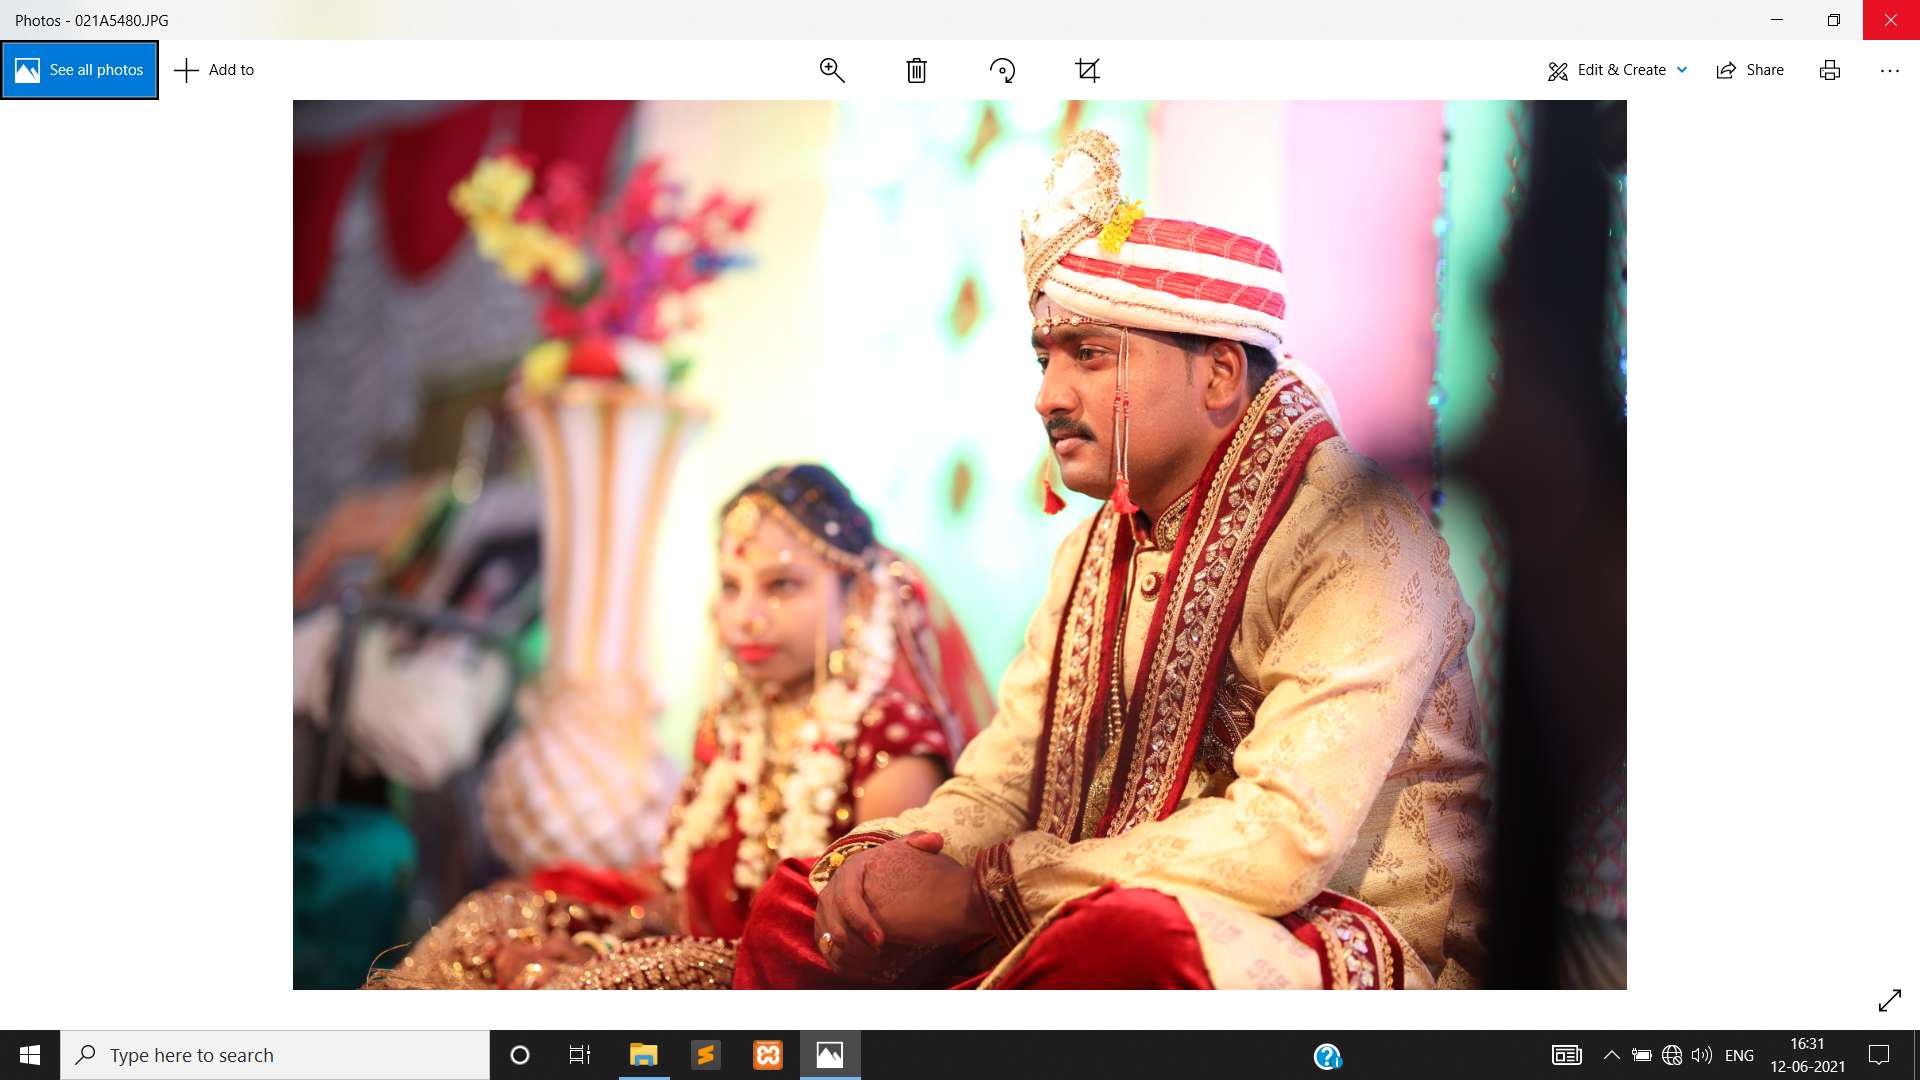 Photos - 021A5480.JPG
See all photos
Add to
Edit & Create
Share
Type here to search
ENG
16:31
12-06-2021